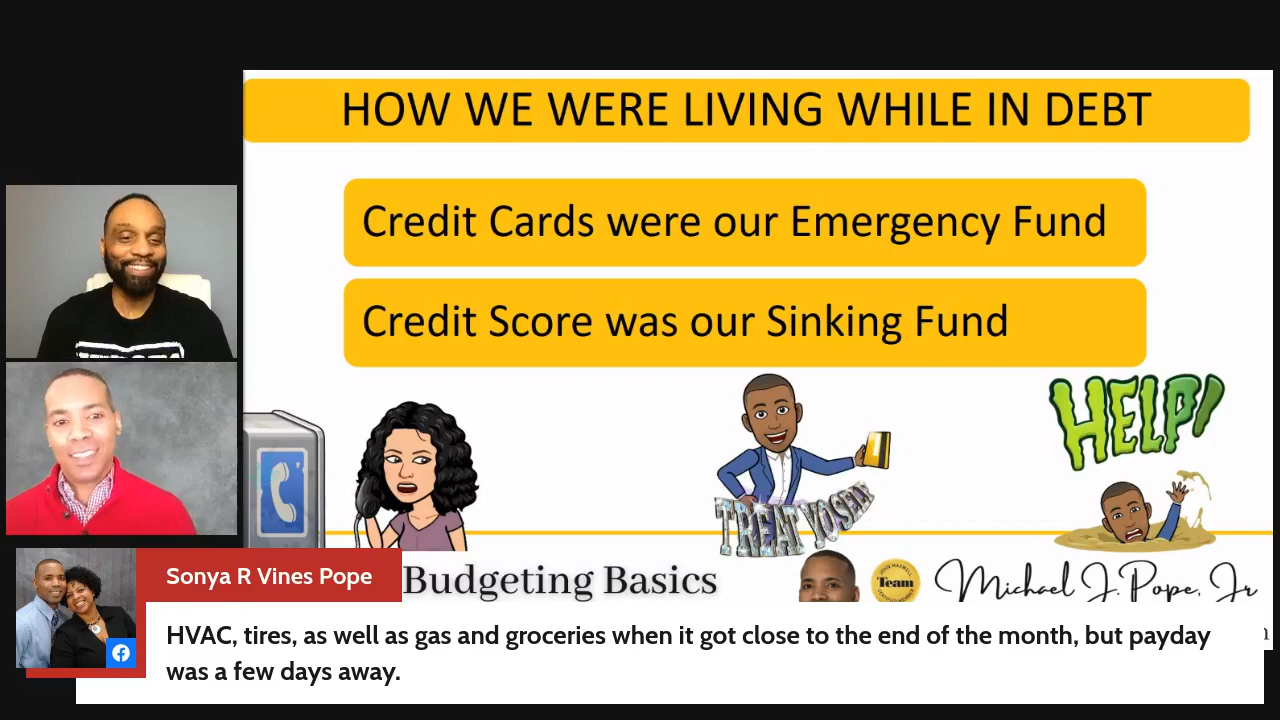 HOW WE WERE LIVING WHILE IN DEBT
Credit Cards were our Emergency Fund
Credit Score was our Sinking Fund
HELP!
TREAT YO SELF
Budgeting Basics
JOHN MAXWELL
Team
Michael J. Pope, Jr
Sonya R Vines Pope
HVAC, tires, as well as gas and groceries when it got close to the end of the month, but payday
was a few days away.